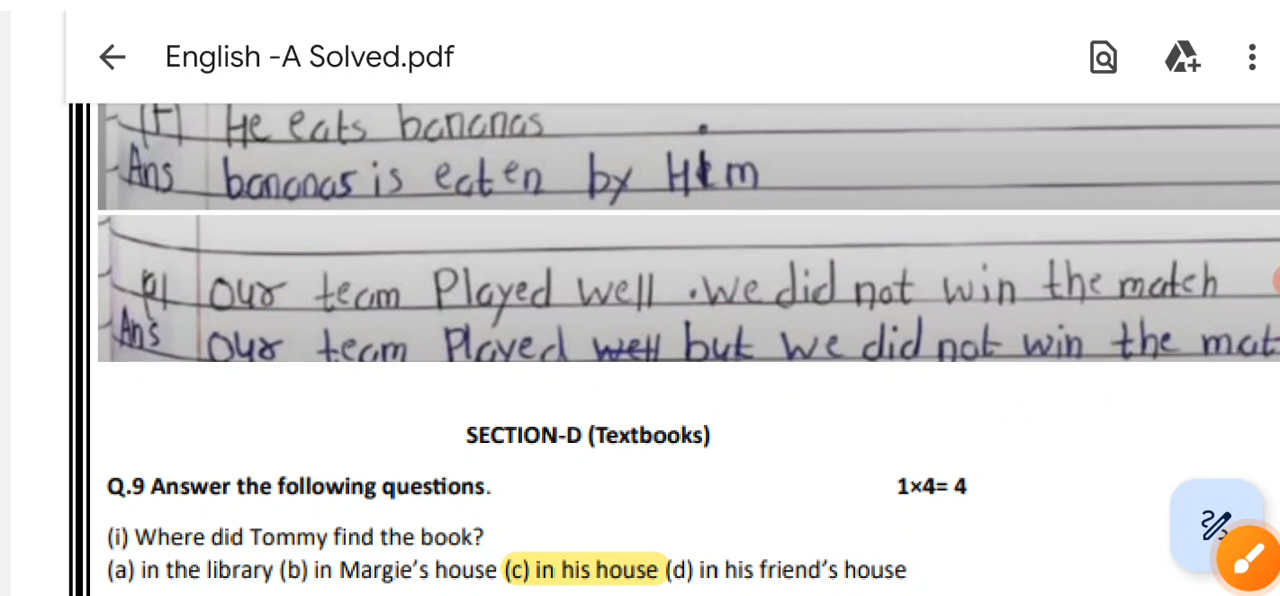 English -A Solved.pdf
(f) He eats bananas
Ans bananas is eaten by Him
g) Our team Played well . we did not win the match
Ans Our team Played well but we did not win the mat
SECTION-D (Textbooks)
Q.9 Answer the following questions. 1×4= 4
(i) Where did Tommy find the book?
(a) in the library (b) in Margie's house (c) in his house (d) in his friend's house